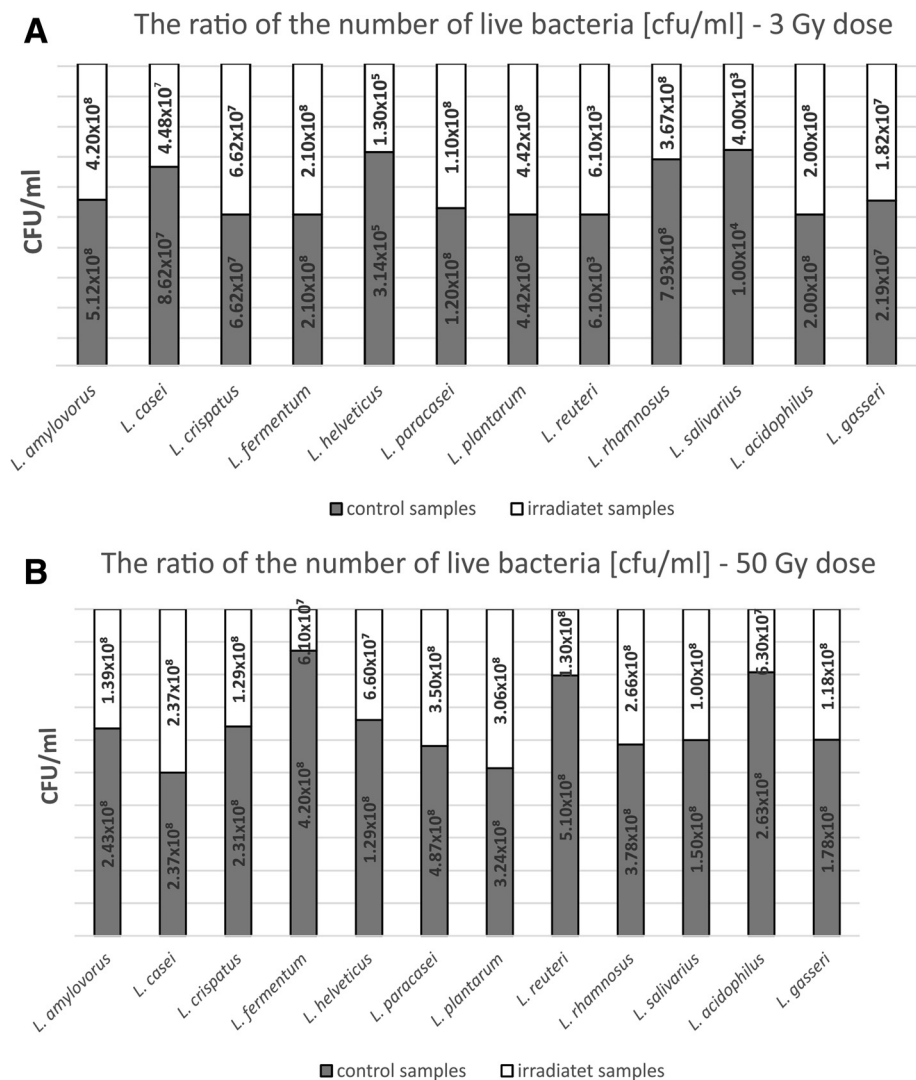 A
The ratio of the number of live bacteria [cfu/ml] - 3 Gy dose
CFU/ml
4.20x10⁸
4.48x10⁷
6.62x10⁷
2.10x10⁸
1.30x10⁵
1.10x10⁸
4.42x10⁸
6.10x10³
3.67x10⁸
4.00x10³
2.00x10⁸
1.82x10⁷
5.12x10⁸
8.62x10⁷
6.62x10⁷
2.10x10⁸
3.14x10⁵
1.20x10⁸
4.42x10⁸
6.10x10³
7.93x10⁸
1.00x10⁴
2.00x10⁸
2.19x10⁷
L. amylovorus
L. casei
L. crispatus
L. fermentum
L. helveticus
L. paracasei
L. plantarum
L. reuteri
L. rhamnosus
L. salivarius
L. acidophilus
L. gasseri
control samples
irradiatet samples
B
The ratio of the number of live bacteria [cfu/ml] - 50 Gy dose
CFU/ml
1.39x10⁸
2.37x10⁸
1.29x10⁸
6.10x10⁷
6.60x10⁷
3.50x10⁸
3.06x10⁸
1.30x10⁸
2.66x10⁸
1.00x10⁸
1.18x10⁸
2.43x10⁸
2.37x10⁸
2.31x10⁸
4.20x10⁸
1.29x10⁸
4.87x10⁸
3.24x10⁸
5.10x10⁸
3.78x10⁸
1.50x10⁸
2.63x10⁸
1.78x10⁸
L. amylovorus
L. casei
L. crispatus
L. fermentum
L. helveticus
L. paracasei
L. plantarum
L. reuteri
L. rhamnosus
L. salivarius
L. acidophilus
L. gasseri
control samples
irradiatet samples